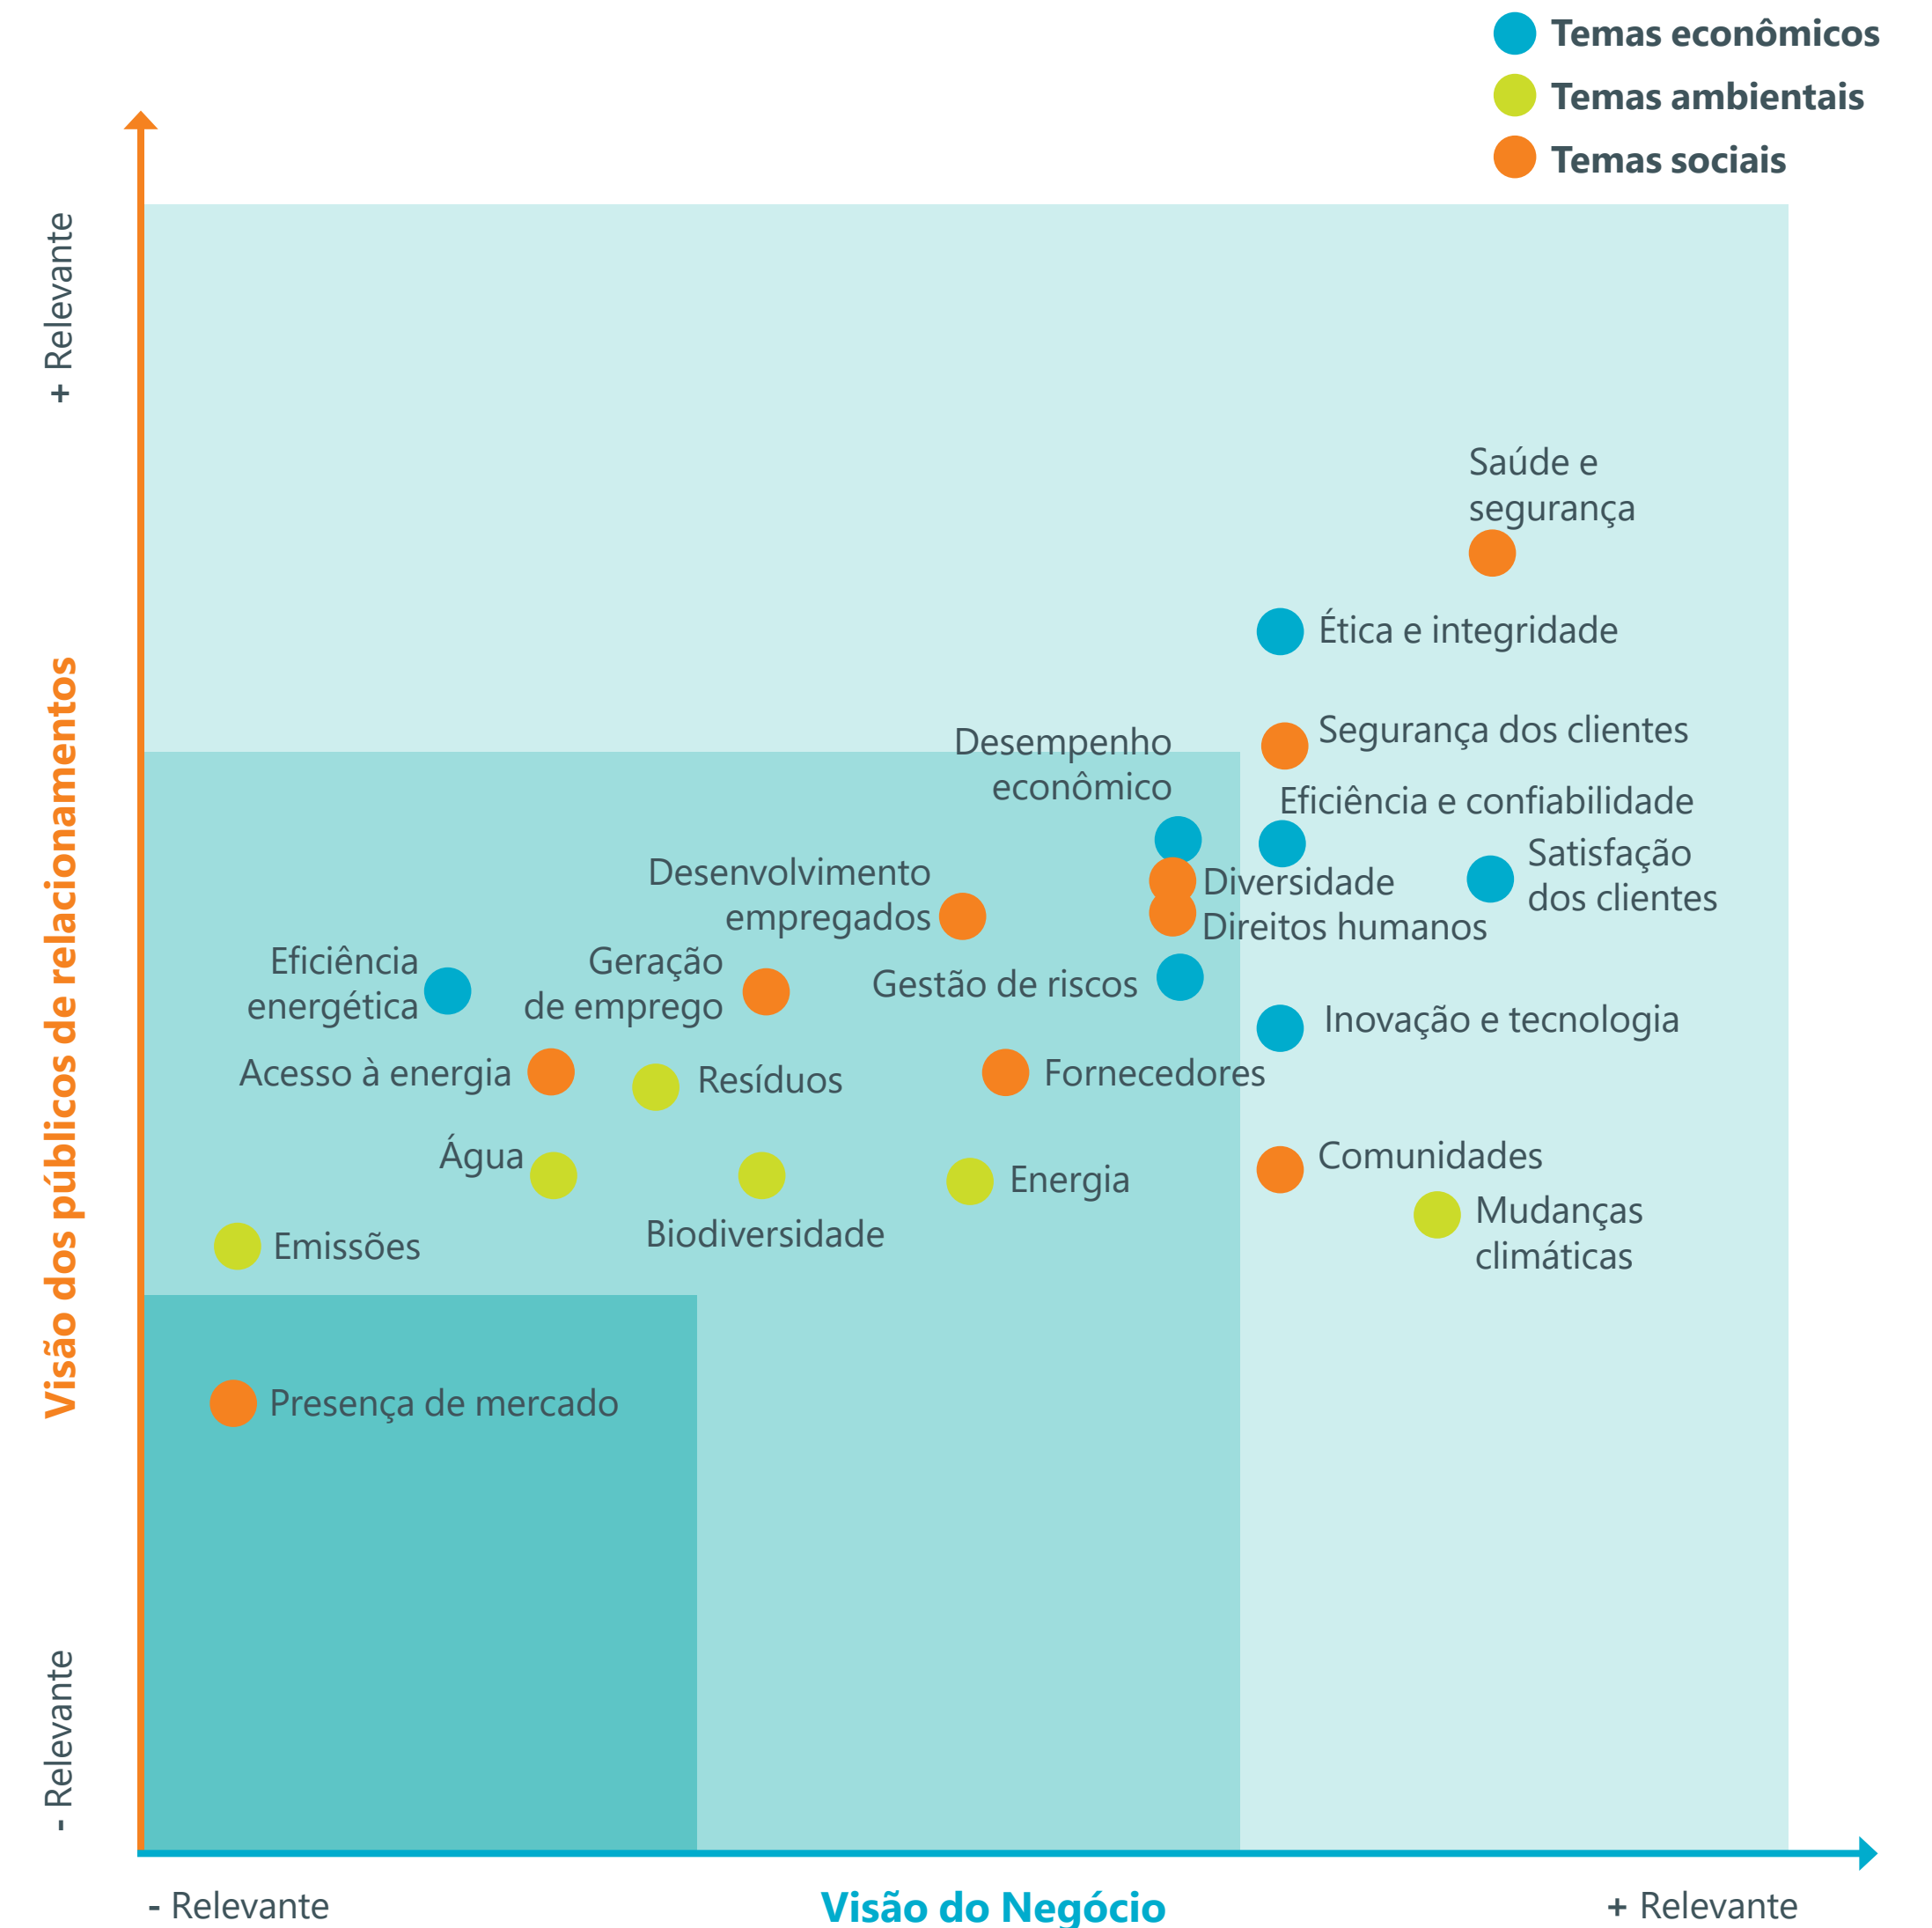 Temas econômicos
Temas ambientais
Temas sociais
+ Relevante
Visão dos públicos de relacionamentos
- Relevante
Saúde e
segurança
Ética e integridade
Segurança dos clientes
Desempenho
econômico
Eficiência e confiabilidade
Satisfação
dos clientes
Desenvolvimento
empregados
Diversidade
Direitos humanos
Eficiência
energética
Geração
de emprego
Gestão de riscos
Inovação e tecnologia
Acesso à energia
Resíduos
Fornecedores
Água
Biodiversidade
Energia
Comunidades
Mudanças
climáticas
Emissões
Presença de mercado
- Relevante
Visão do Negócio
+ Relevante